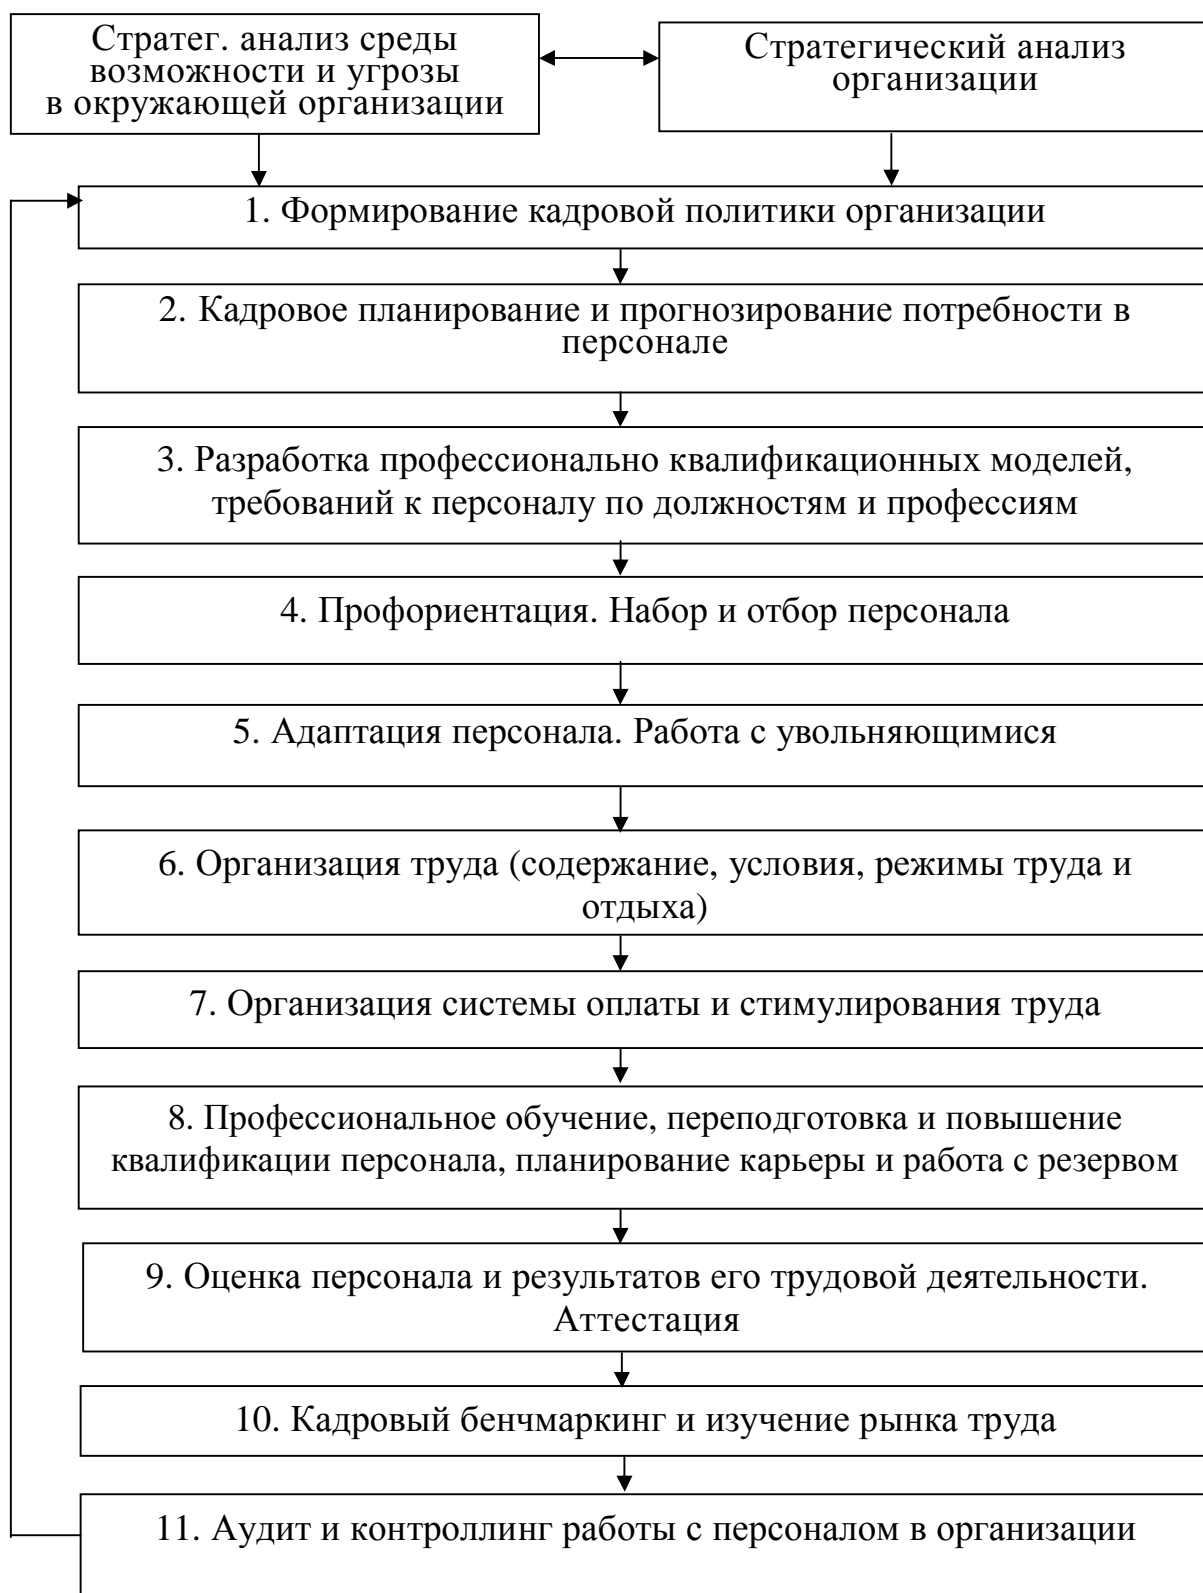 Стратег. анализ среды
возможности и угрозы
в окружающей организации
Стратегический анализ
организации
1. Формирование кадровой политики организации
2. Кадровое планирование и прогнозирование потребности в
персонале
3. Разработка профессионально квалификационных моделей,
требований к персоналу по должностям и профессиям
4. Профориентация. Набор и отбор персонала
5. Адаптация персонала. Работа с увольняющимися
6. Организация труда (содержание, условия, режимы труда и
отдыха)
7. Организация системы оплаты и стимулирования труда
8. Профессиональное обучение, переподготовка и повышение
квалификации персонала, планирование карьеры и работа с резервом
9. Оценка персонала и результатов его трудовой деятельности.
Аттестация
10. Кадровый бенчмаркинг и изучение рынка труда
11. Аудит и контроллинг работы с персоналом в организации